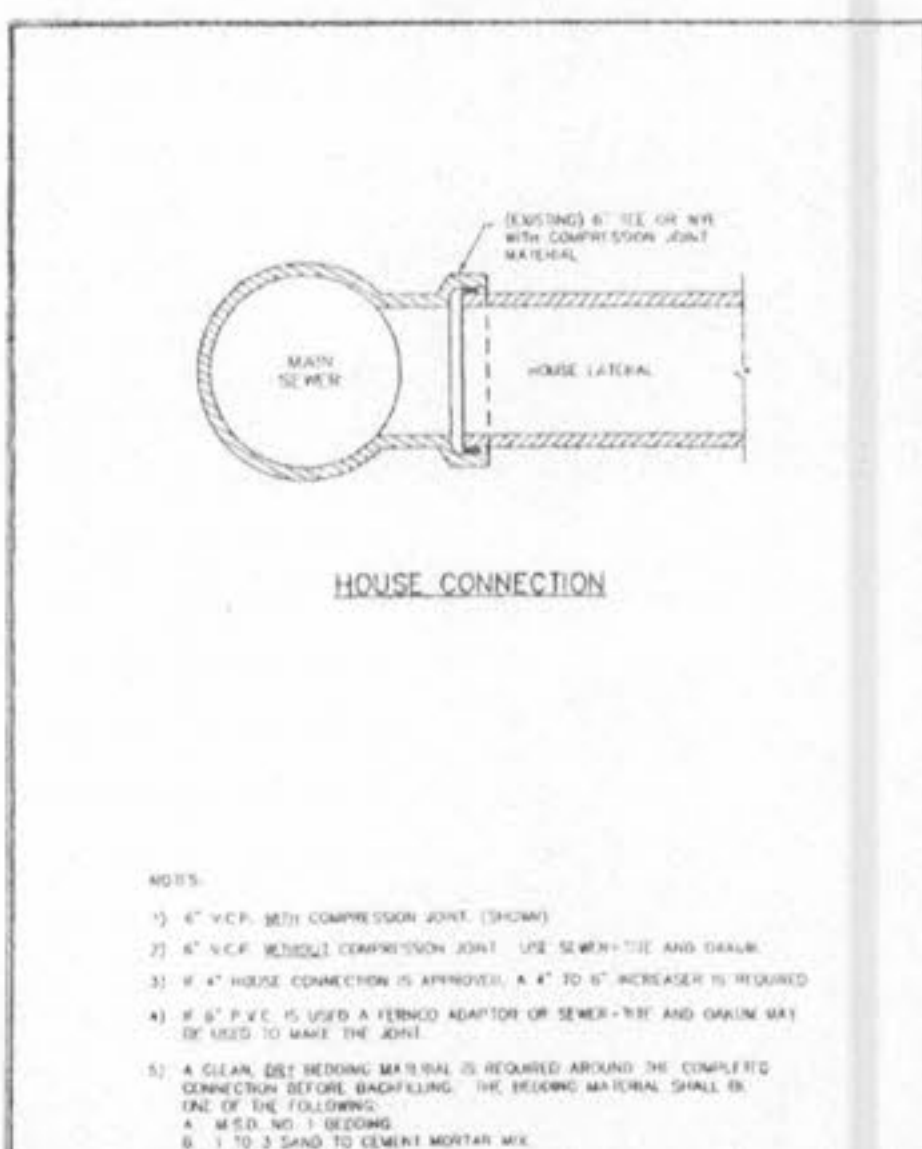 (EXISTING) 6" TEE OR WYE
WITH COMPRESSION JOINT
MATERIAL
MAIN
SEWER
HOUSE LATERAL
HOUSE CONNECTION
NOTES:
1) 6" V.C.P. WITH COMPRESSION JOINT. (SHOWN)
2) 6" V.C.P. WITHOUT COMPRESSION JOINT. USE SEWER-TITE AND OAKUM.
3) IF 4" HOUSE CONNECTION IS APPROVED, A 4" TO 6" INCREASER IS REQUIRED
4) IF 6" P.V.C. IS USED A FERNCO ADAPTOR OR SEWER-TITE AND OAKUM MAY
BE USED TO MAKE THE JOINT.
5) A CLEAN, DRY BEDDING MATERIAL IS REQUIRED AROUND THE COMPLETED
CONNECTION BEFORE BACKFILLING. THE BEDDING MATERIAL SHALL BE
ONE OF THE FOLLOWING:
A. M.S.D. NO. 1 BEDDING.
B. 1 TO 3 SAND TO CEMENT MORTAR MIX.